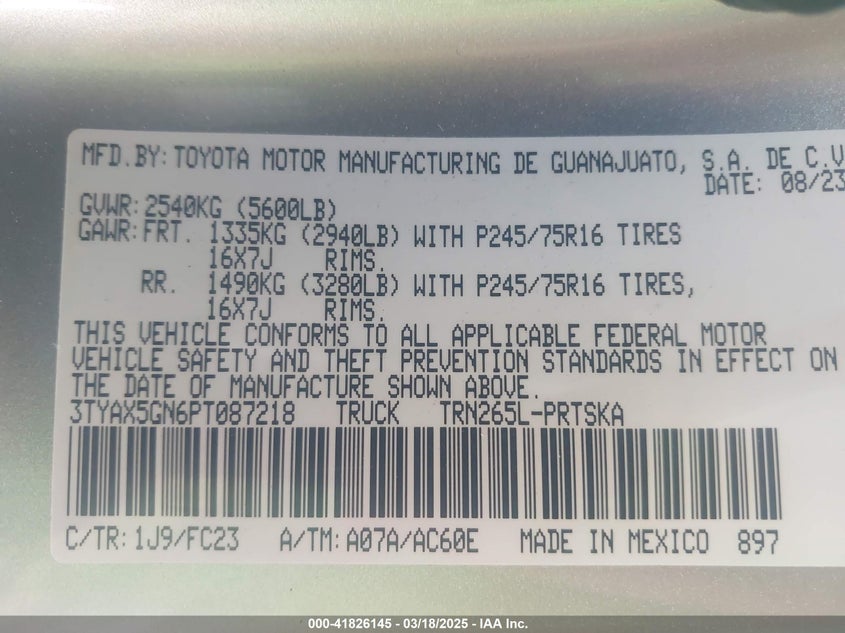 MFD.BY: TOYOTA MOTOR MANUFACTURING DE GUANAJUATO, S.A. DE C.V
DATE: 08/23
GVWR: 2540KG (5600LB)
GAWR: FRT. 1335KG (2940LB) WITH P245/75R16 TIRES
16X7J RIMS.
RR. 1490KG (3280LB) WITH P245/75R16 TIRES,
16X7J RIMS.
THIS VEHICLE CONFORMS TO ALL APPLICABLE FEDERAL MOTOR
VEHICLE SAFETY AND THEFT PREVENTION STANDARDS IN EFFECT ON
THE DATE OF MANUFACTURE SHOWN ABOVE.
3TYAX5GN6PT087218 TRUCK TRN265L-PRTSKA
C/TR: 1J9/FC23 A/TM: A07A/AC60E MADE IN MEXICO 897
000-41826145 - 03/18/2025 - IAA Inc.